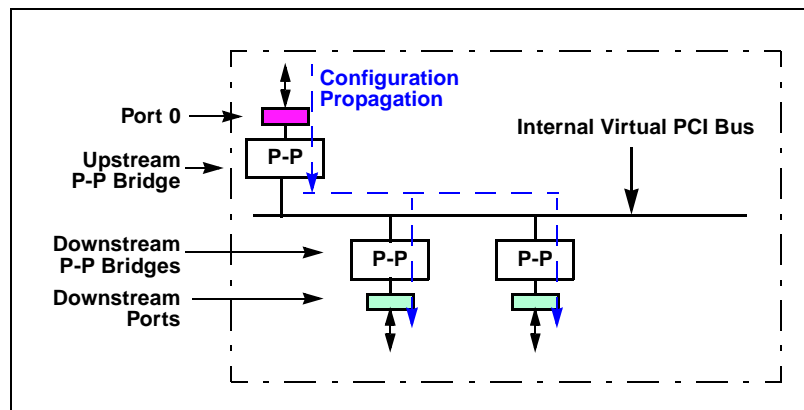 Configuration
Propagation
Port 0
Internal Virtual PCI Bus
P-P
Upstream
P-P Bridge
Downstream
P-P Bridges
P-P
P-P
Downstream
Ports